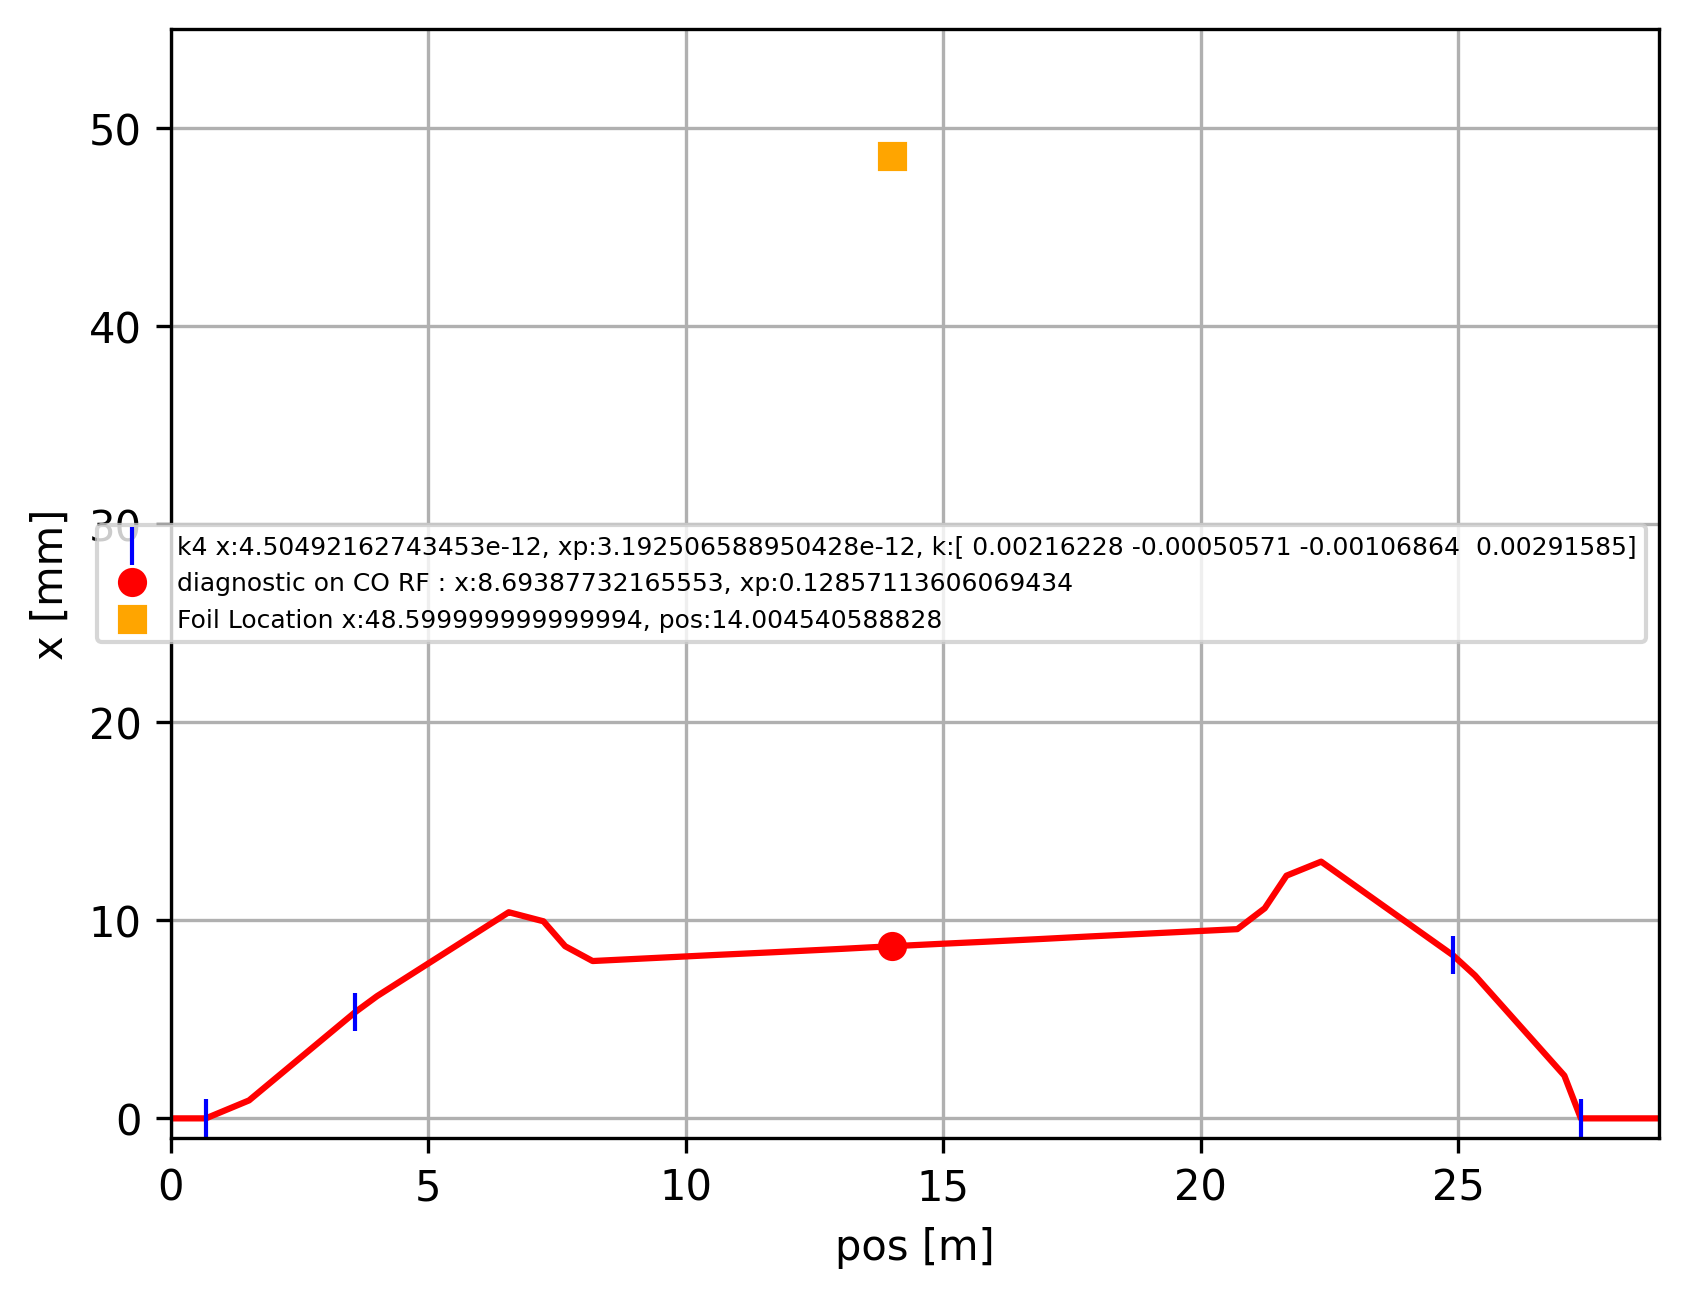 50
40
30
k4 x:4.50492162743453e-12, xp:3.192506588950428e-12, k:[ 0.00216228 -0.00050571 -0.00106864  0.00291585]
diagnostic on CO RF : x:8.69387732165553, xp:0.12857113606069434
Foil Location x:48.599999999999994, pos:14.004540588828
x [mm]
20
10
0
0 5 10 15 20 25
pos [m]